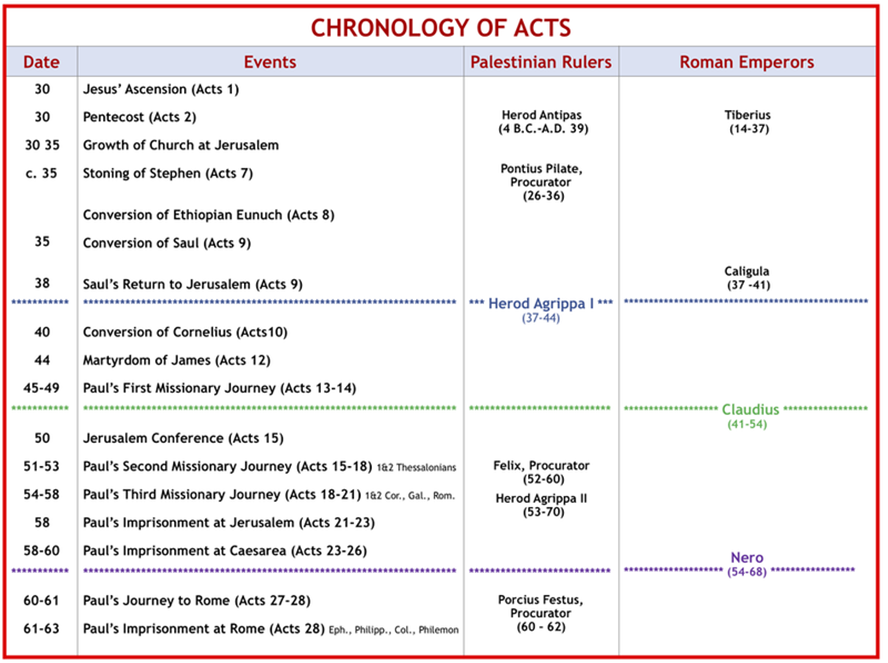 CHRONOLOGY OF ACTS
Date Events Palestinian Rulers Roman Emperors
30 Jesus’ Ascension (Acts 1)
30 Pentecost (Acts 2) Herod Antipas Tiberius
(4 B.C.-A.D. 39) (14-37)
30 35 Growth of Church at Jerusalem
c. 35 Stoning of Stephen (Acts 7) Pontius Pilate,
Procurator
(26-36)
Conversion of Ethiopian Eunuch (Acts 8)
35 Conversion of Saul (Acts 9)
Caligula
38 Saul’s Return to Jerusalem (Acts 9) (37 -41)
*** Herod Agrippa I ***
(37-44)
40 Conversion of Cornelius (Acts10)
44 Martyrdom of James (Acts 12)
45-49 Paul’s First Missionary Journey (Acts 13-14)
Claudius
(41-54)
50 Jerusalem Conference (Acts 15)
51-53 Paul’s Second Missionary Journey (Acts 15-18) 1&2 Thessalonians Felix, Procurator
(52-60)
54-58 Paul’s Third Missionary Journey (Acts 18-21) 1&2 Cor., Gal., Rom. Herod Agrippa II
(53-70)
58 Paul’s Imprisonment at Jerusalem (Acts 21-23)
58-60 Paul’s Imprisonment at Caesarea (Acts 23-26)
Nero
(54-68)
60-61 Paul’s Journey to Rome (Acts 27-28) Porcius Festus,
Procurator
(60 - 62)
61-63 Paul’s Imprisonment at Rome (Acts 28) Eph., Philipp., Col., Philemon